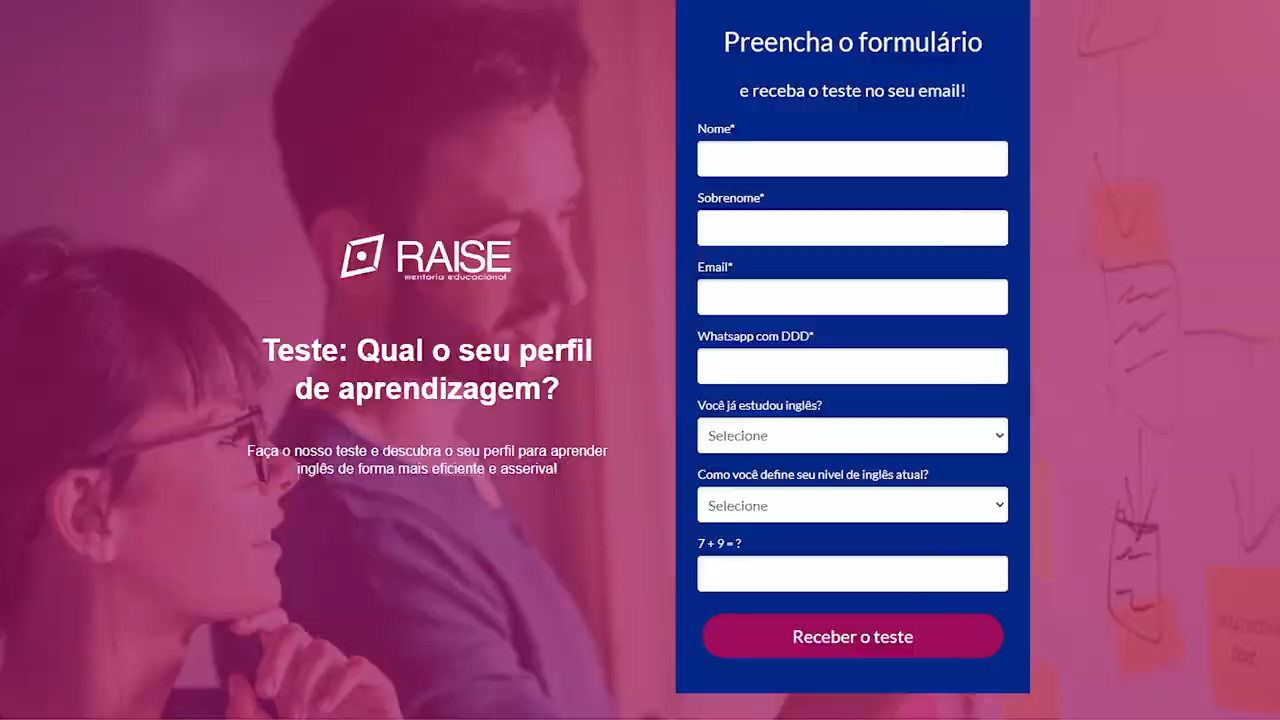 RAISE
mentoria educacional
Teste: Qual o seu perfil
de aprendizagem?
Faça o nosso teste e descubra o seu perfil para aprender
inglês de forma mais eficiente e asseriva!
Preencha o formulário
e receba o teste no seu email!
Nome*
Sobrenome*
Email*
Whatsapp com DDD*
Você já estudou inglês?
Selecione
Como você define seu nivel de inglês atual?
Selecione
7 + 9 = ?
Receber o teste
text